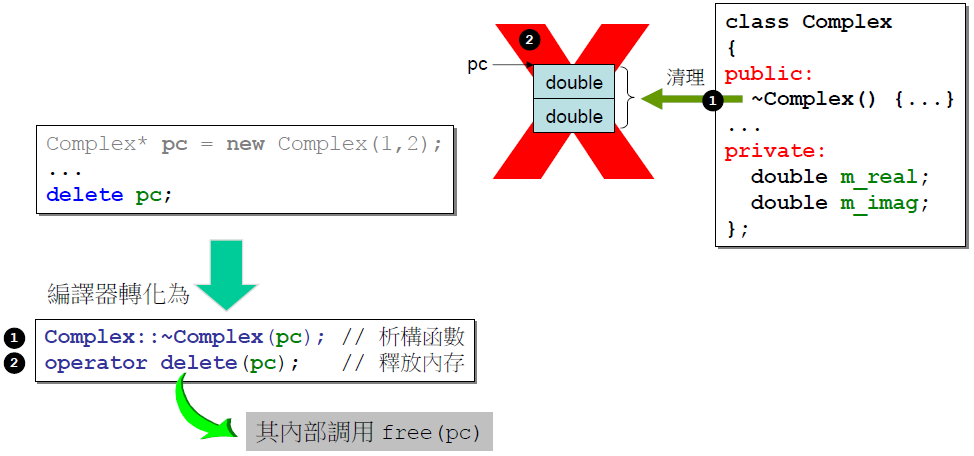 Complex* pc = new Complex(1,2);
...
delete pc;
編譯器轉化為
1 Complex::~Complex(pc); // 析構函數
2 operator delete(pc); // 釋放內存
其內部調用 free(pc)
2
pc
double
double
清理
1
class Complex
{
public:
~Complex() {...}
...
private:
double m_real;
double m_imag;
};